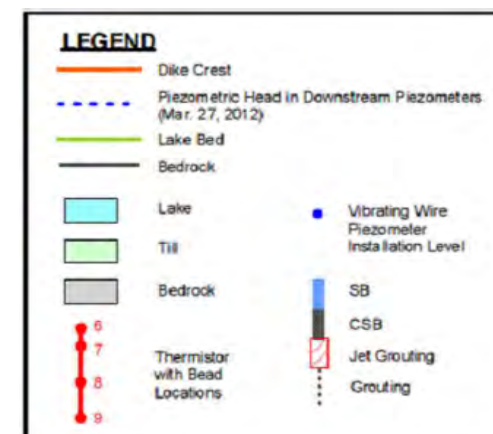 LEGEND
Dike Crest
Piezometric Head in Downstream Piezometers
(Mar. 27, 2012)
Lake Bed
Bedrock
Lake
Till
Bedrock
6
7
8
9
Thermistor
with Bead
Locations
Vibrating Wire
Piezometer
Installation Level
SB
CSB
Jet Grouting
Grouting